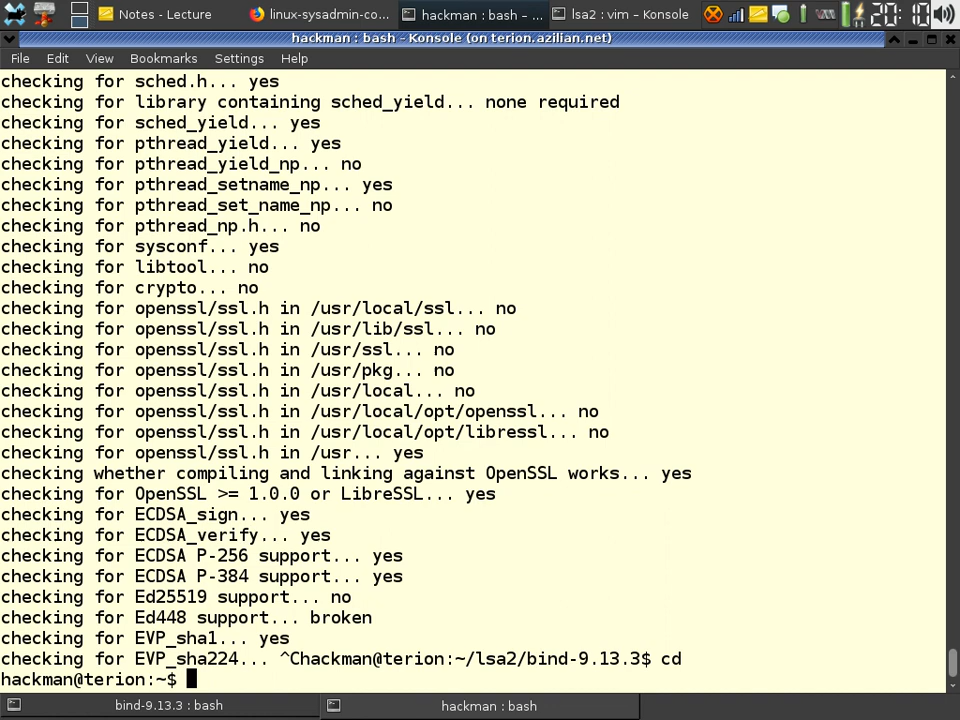 Notes - Lecture
linux-sysadmin-co...
hackman : bash – ...
lsa2 : vim – Konsole
20:10
hackman : bash – Konsole (on terion.azilian.net)
File Edit View Bookmarks Settings Help
checking for sched.h... yes
checking for library containing sched_yield... none required
checking for sched_yield... yes
checking for pthread_yield... yes
checking for pthread_yield_np... no
checking for pthread_setname_np... yes
checking for pthread_set_name_np... no
checking for pthread_np.h... no
checking for sysconf... yes
checking for libtool... no
checking for crypto... no
checking for openssl/ssl.h in /usr/local/ssl... no
checking for openssl/ssl.h in /usr/lib/ssl... no
checking for openssl/ssl.h in /usr/ssl... no
checking for openssl/ssl.h in /usr/pkg... no
checking for openssl/ssl.h in /usr/local... no
checking for openssl/ssl.h in /usr/local/opt/openssl... no
checking for openssl/ssl.h in /usr/local/opt/libressl... no
checking for openssl/ssl.h in /usr... yes
checking whether compiling and linking against OpenSSL works... yes
checking for OpenSSL >= 1.0.0 or LibreSSL... yes
checking for ECDSA_sign... yes
checking for ECDSA_verify... yes
checking for ECDSA P-256 support... yes
checking for ECDSA P-384 support... yes
checking for Ed25519 support... no
checking for Ed448 support... broken
checking for EVP_sha1... yes
checking for EVP_sha224... ^Chackman@terion:~/lsa2/bind-9.13.3$ cd
hackman@terion:~$
bind-9.13.3 : bash
hackman : bash